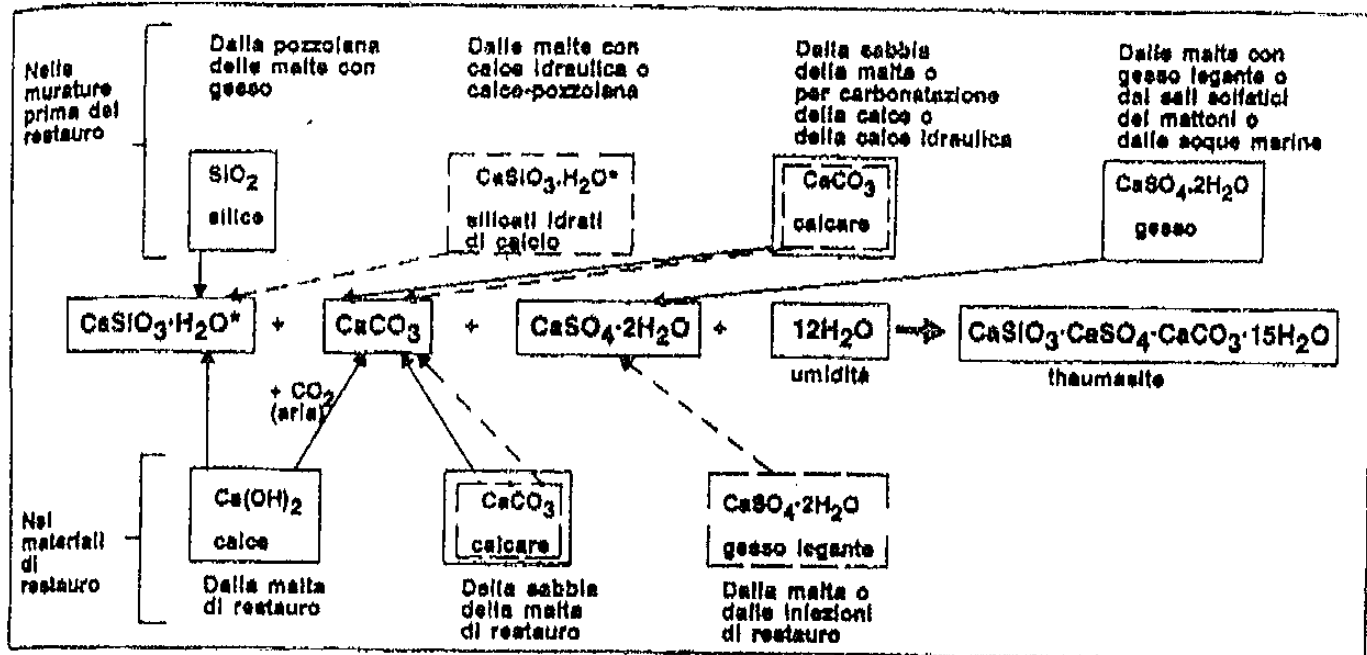 Nelle
murature
prima del
restauro
Dalla pozzolana
delle malte con
gesso
Dalle malte con
calce idraulica o
calce-pozzolana
Dalla sabbia
della malta o
per carbonatazione
della calce o
della calce idraulica
Dalle malte con
gesso legante o
dai sali solfatici
dei mattoni o
dalle acque marine
SiO₂
silice
CaSiO₃.H₂O*
silicati idrati
di calcio
CaCO₃
calcare
CaSO₄.2H₂O
gesso
CaSiO₃·H₂O* + CaCO₃ + CaSO₄·2H₂O + 12H₂O CaSiO₃·CaSO₄·CaCO₃·15H₂O
umidità
thaumasite
+ CO₂
(aria)
Nei
materiali
di
restauro
Ca(OH)₂
calce
Dalla malta
di restauro
CaCO₃
calcare
Dalla sabbia
della malta
di restauro
CaSO₄·2H₂O
gesso legante
Dalla malta o
dalle iniezioni
di restauro